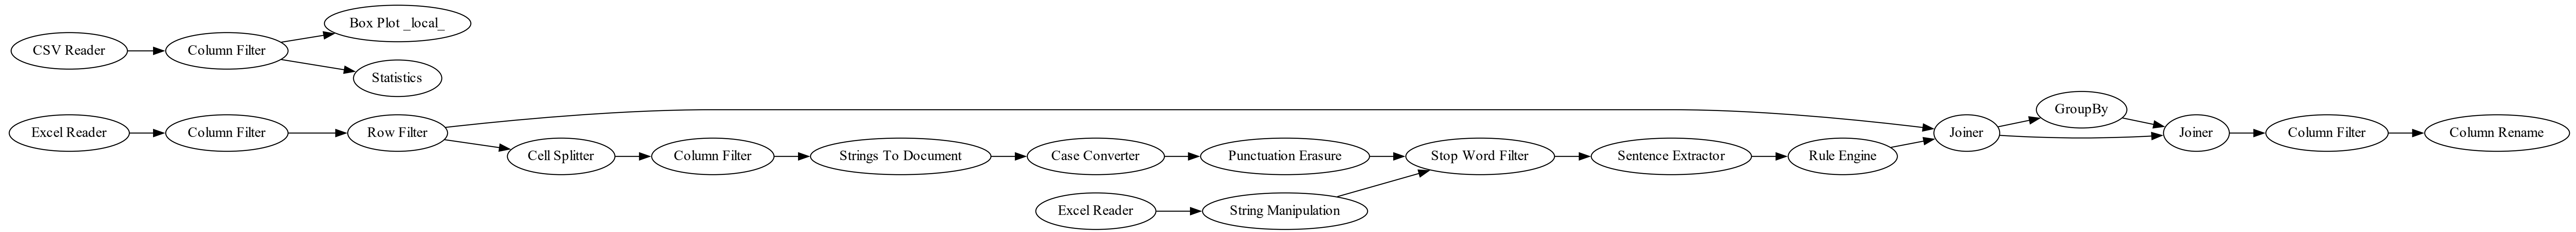 Box Plot _local_
CSV Reader
Column Filter
Statistics
Excel Reader
Column Filter
Row Filter
Cell Splitter
Column Filter
Strings To Document
Case Converter
Punctuation Erasure
Stop Word Filter
Sentence Extractor
Rule Engine
Joiner
GroupBy
Joiner
Column Filter
Column Rename
Excel Reader
String Manipulation